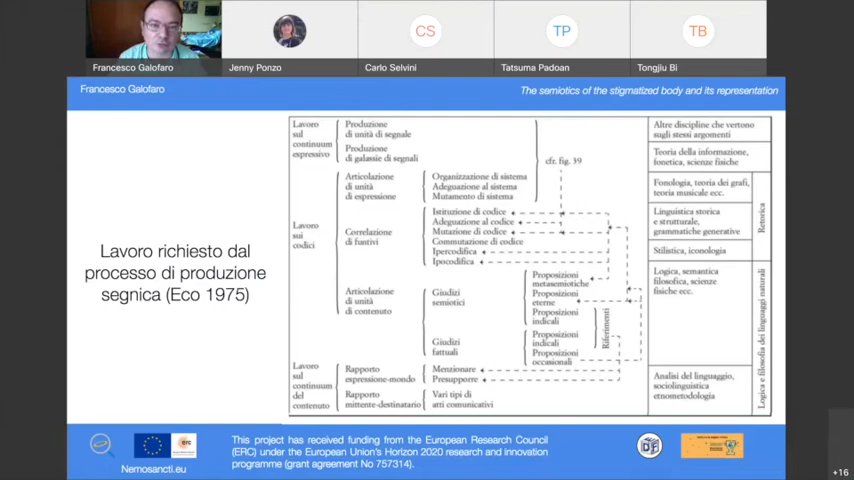 CS
TP
TB
Francesco Galofaro
Jenny Ponzo
Carlo Selvini
Tatsuma Padoan
Tongjiu Bi
Francesco Galofaro
The semiotics of the stigmatized body and its representation
Lavoro richiesto dal
processo di produzione
segnica (Eco 1975)
Lavoro
sul
continuum
espressivo
Produzione
di unità di segnale
Produzione
di galassie di segnali
cfr. fig. 39
Lavoro
sui
codici
Articolazione
di unità
di espressione
Organizzazione di sistema
Adeguazione al sistema
Mutamento di sistema
Correlazione
di funtivi
Istituzione di codice
Adeguazione al codice
Mutazione di codice
Commutazione di codice
Ipercodifica
Ipocodifica
Articolazione
di unità
di contenuto
Giudizi
semiotici
Proposizioni
metasemiotiche
Proposizioni
eterne
Proposizioni
indicali
Giudizi
fattuali
Proposizioni
indicali
Proposizioni
occasionali
Riferimenti
Lavoro
sul
continuum
del
contenuto
Rapporto
espressione-mondo
Menzionare
Presupporre
Rapporto
mittente-destinatario
Vari tipi di
atti comunicativi
Altre discipline che vertono
sugli stessi argomenti
Teoria della informazione,
fonetica, scienze fisiche
Fonologia, teoria dei grafi,
teoria musicale ecc.
Linguistica storica
e strutturale,
grammatiche generative
Stilistica, iconologia
Retorica
Logica, semantica
filosofica, scienze
fisiche ecc.
Analisi del linguaggio,
sociolinguistica
etnometodologia
Logica e filosofia dei linguaggi naturali
Nemosancti.eu
erc
This project has received funding from the European Research Council
(ERC) under the European Union's Horizon 2020 research and innovation
programme (grant agreement No 757314).
+16